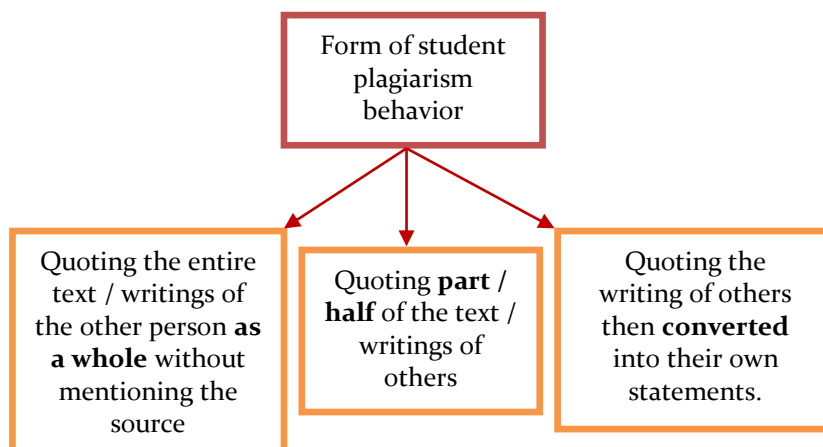 Form of student
plagiarism
behavior
Quoting the entire
text / writings of
the other person as
a whole without
mentioning the
source
Quoting part /
half of the text /
writings of
others
Quoting the
writing of others
then converted
into their own
statements.